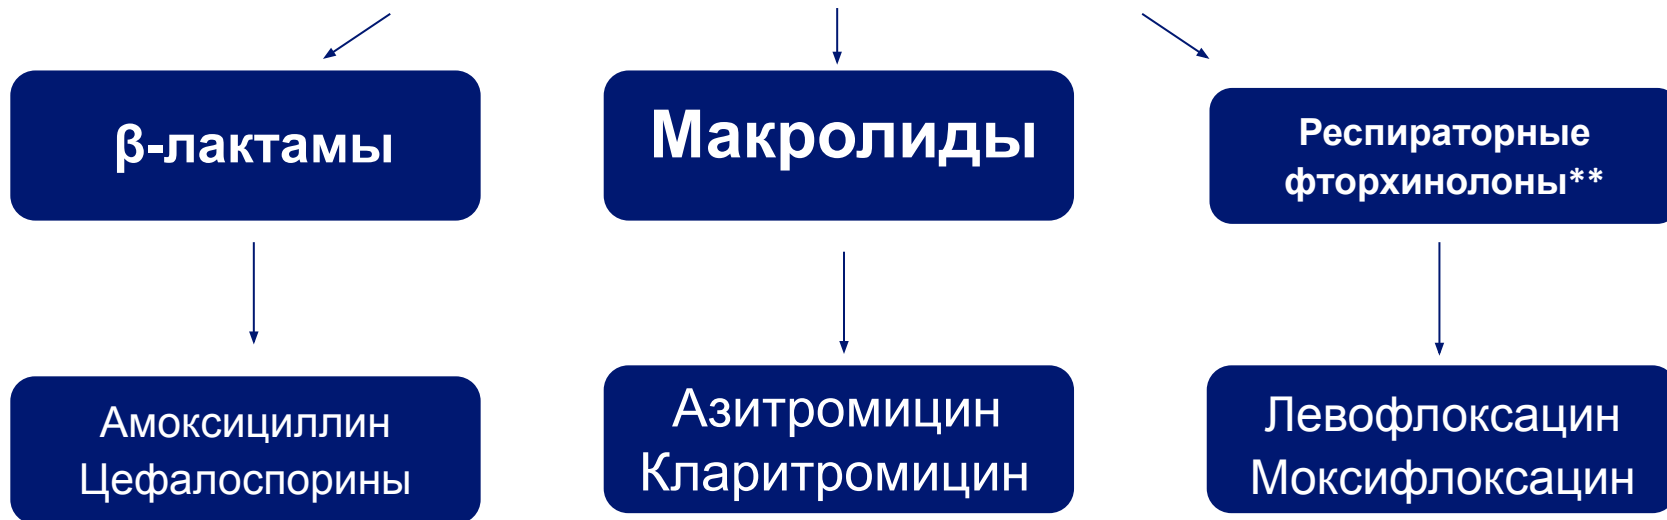 β-лактамы
Макролиды
Респираторные
фторхинолоны**
Амоксициллин
Цефалоспорины
Азитромицин
Кларитромицин
Левофлоксацин
Моксифлоксацин